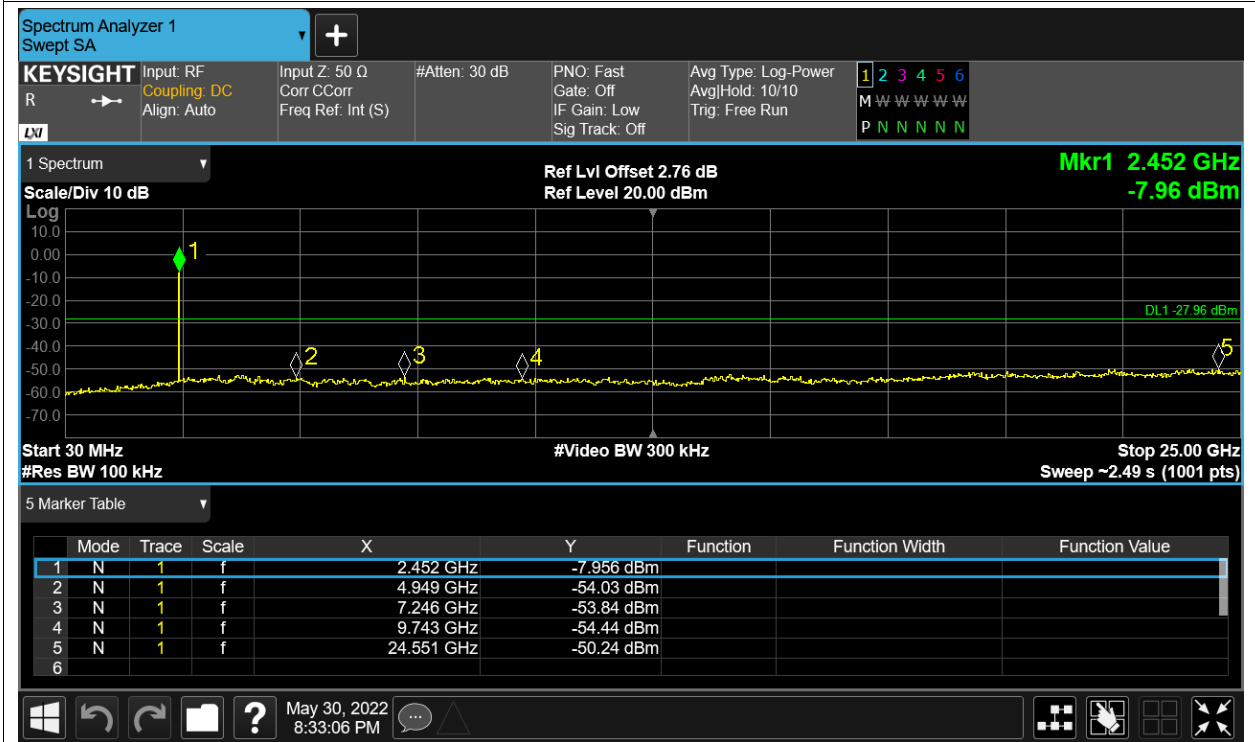 Spectrum Analyzer 1
Swept SA
+
KEYSIGHT Input: RF Input Z: 50 Ω #Atten: 30 dB PNO: Fast Avg Type: Log-Power 1 2 3 4 5 6
R Coupling: DC Corr CCorr Gate: Off Avg|Hold: 10/10 M W W W W W
Align: Auto Freq Ref: Int (S) IF Gain: Low Trig: Free Run
LXI Sig Track: Off P N N N N N
1 Spectrum Ref Lvl Offset 2.76 dB Mkr1 2.452 GHz
Scale/Div 10 dB Ref Level 20.00 dBm -7.96 dBm
Log
10.0
0.00 1
-10.0
-20.0
DL1 -27.96 dBm
-30.0
-40.0
2 3 4 5
-50.0
-60.0
-70.0
Start 30 MHz #Video BW 300 kHz Stop 25.00 GHz
#Res BW 100 kHz Sweep ~2.49 s (1001 pts)
5 Marker Table
Mode Trace Scale X Y Function Function Width Function Value
1 N 1 f 2.452 GHz -7.956 dBm
2 N 1 f 4.949 GHz -54.03 dBm
3 N 1 f 7.246 GHz -53.84 dBm
4 N 1 f 9.743 GHz -54.44 dBm
5 N 1 f 24.551 GHz -50.24 dBm
6
? May 30, 2022
8:33:06 PM